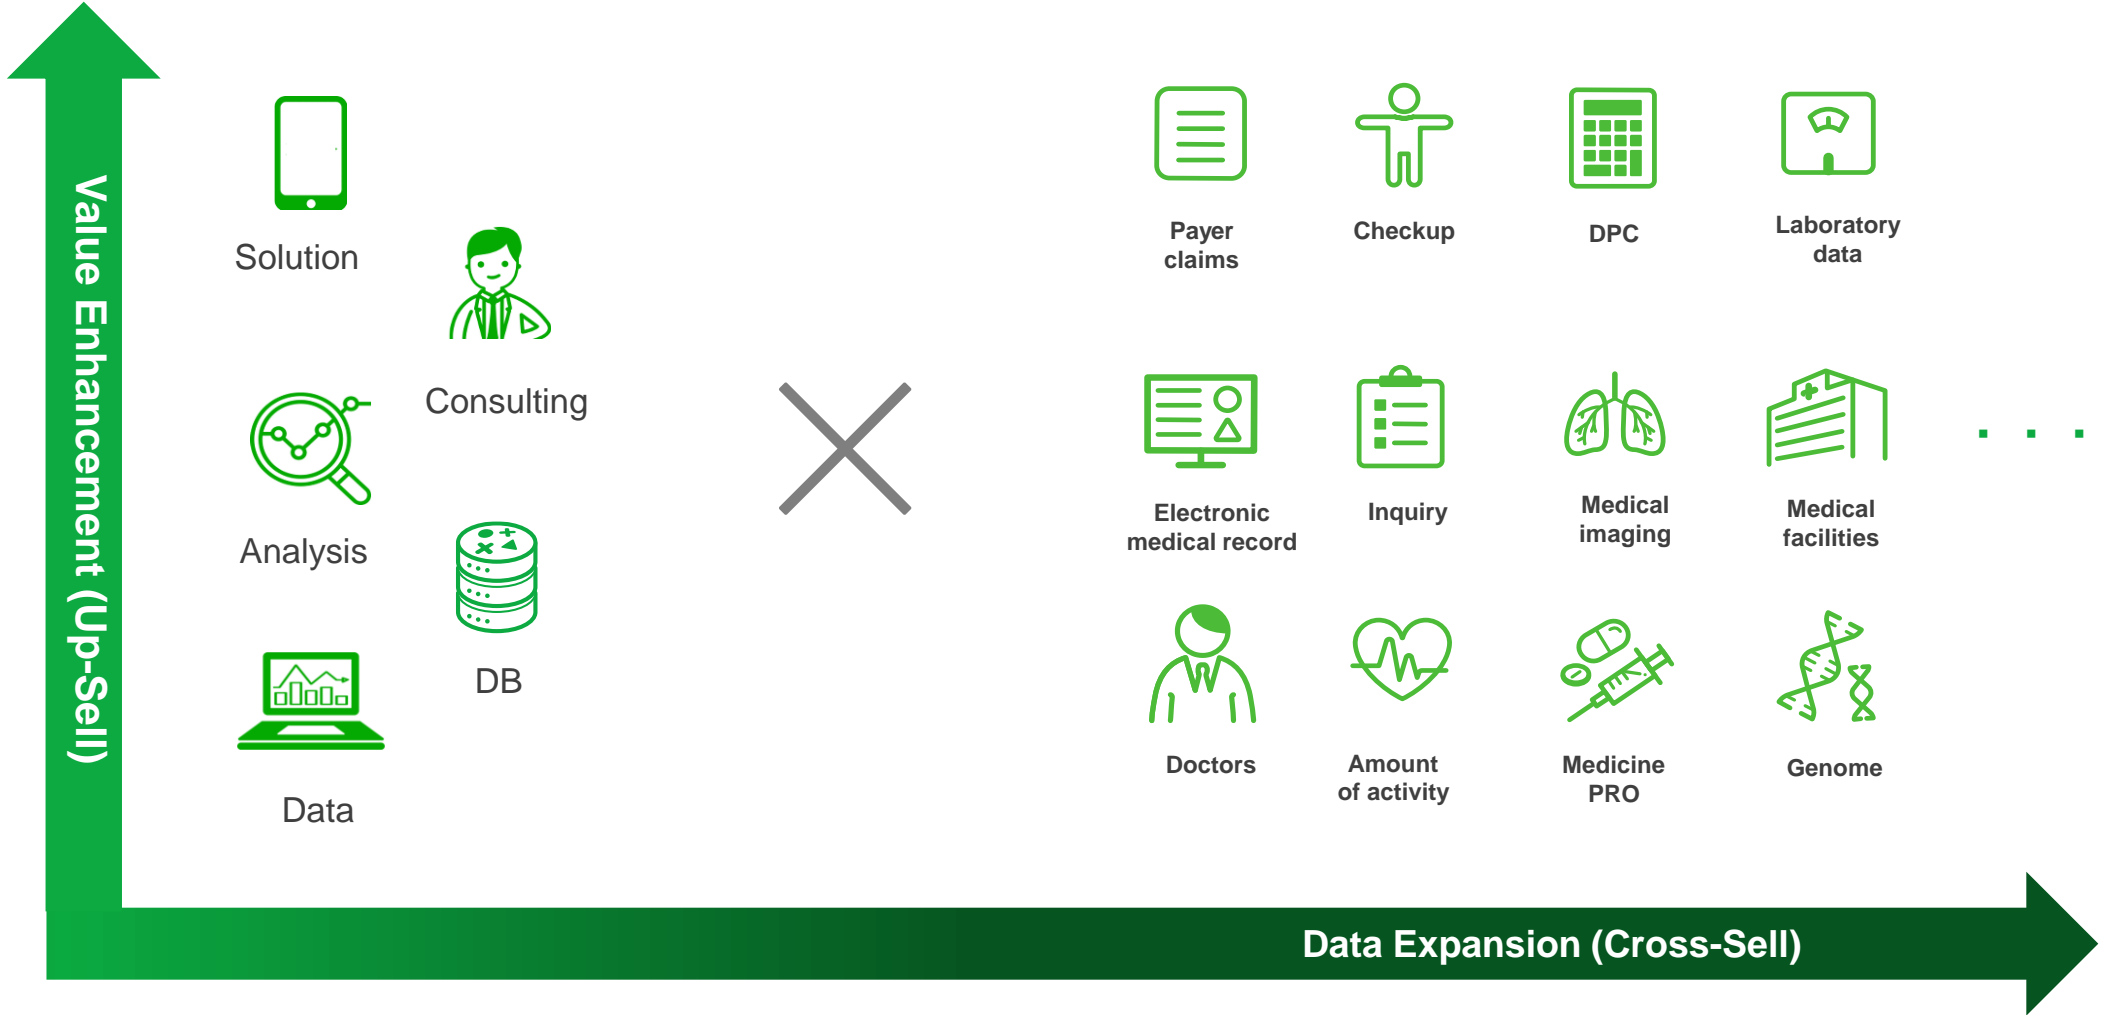 Value Enhancement (Up-Sell)
Solution
Consulting
Analysis
DB
Data
Payer
claims
Checkup
DPC
Laboratory
data
Electronic
medical record
Inquiry
Medical
imaging
Medical
facilities
. . .
Doctors
Amount
of activity
Medicine
PRO
Genome
Data Expansion (Cross-Sell)